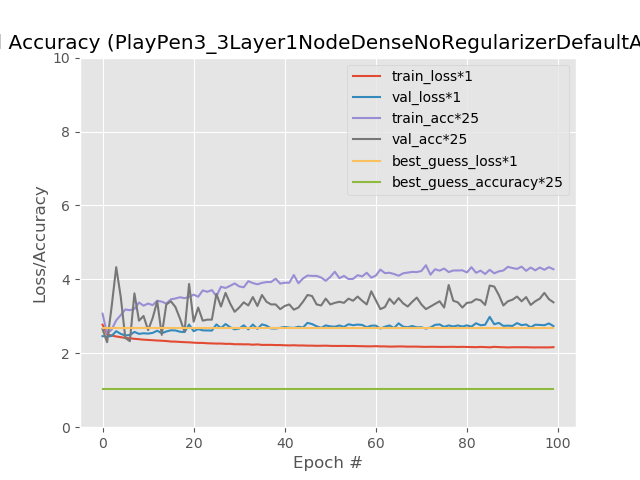 Accuracy (PlayPen3_3Layer1NodeDenseNoRegularizerDefaultA
train_loss*1
val_loss*1
train_acc*25
val_acc*25
best_guess_loss*1
best_guess_accuracy*25
Loss/Accuracy
10
8
6
4
2
0
0
20
40
60
80
100
Epoch #